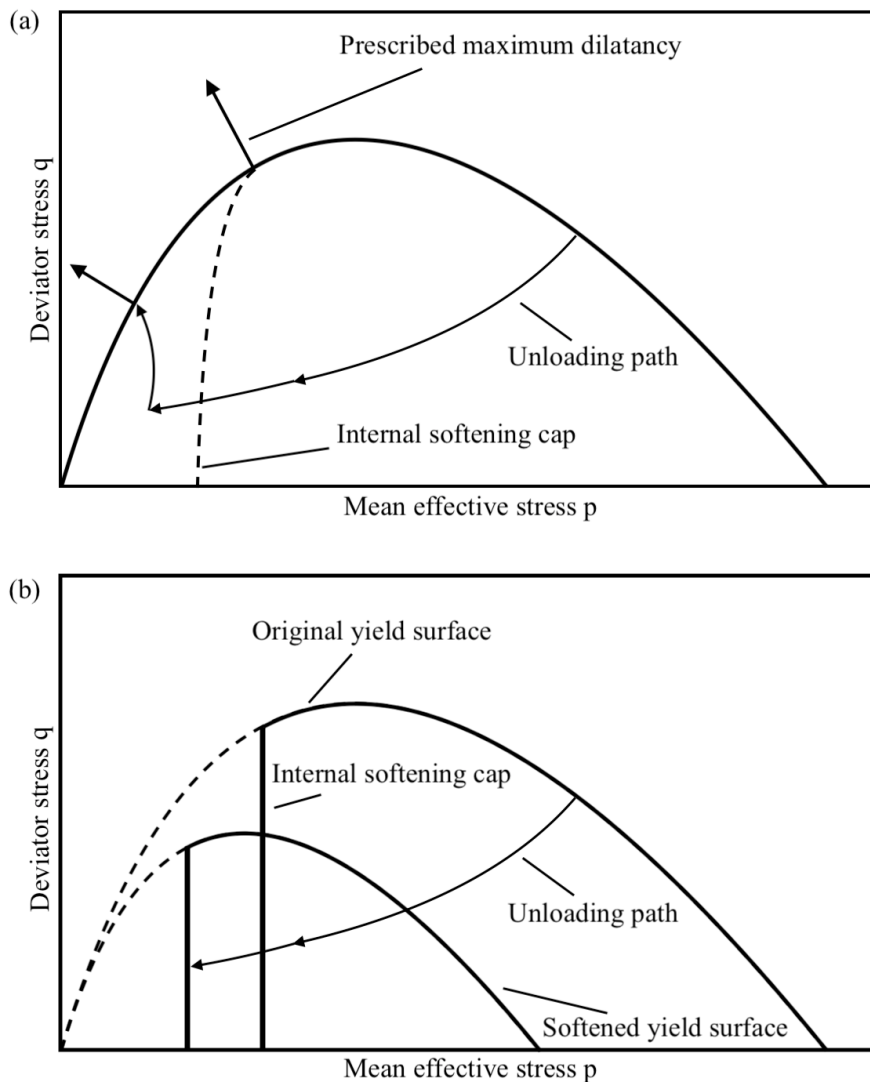 (a)
Prescribed maximum dilatancy
Deviator stress q
Unloading path
Internal softening cap
Mean effective stress p
(b)
Original yield surface
Internal softening cap
Deviator stress q
Unloading path
Softened yield surface
Mean effective stress p